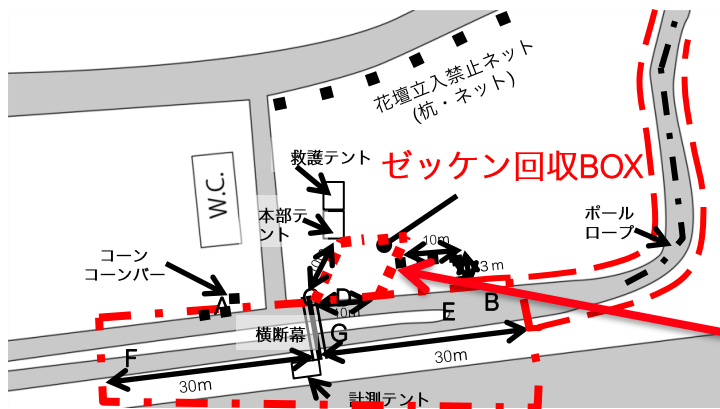 花壇立入禁止ネット
(杭・ネット)
救護テント
ゼッケン回収BOX
W.C.
本部テ
ント
ポール
ロープ
コーン
コーンバー
10m
3m
A
D
10m
E
B
横断幕
G
F
30m
30m
計測テント